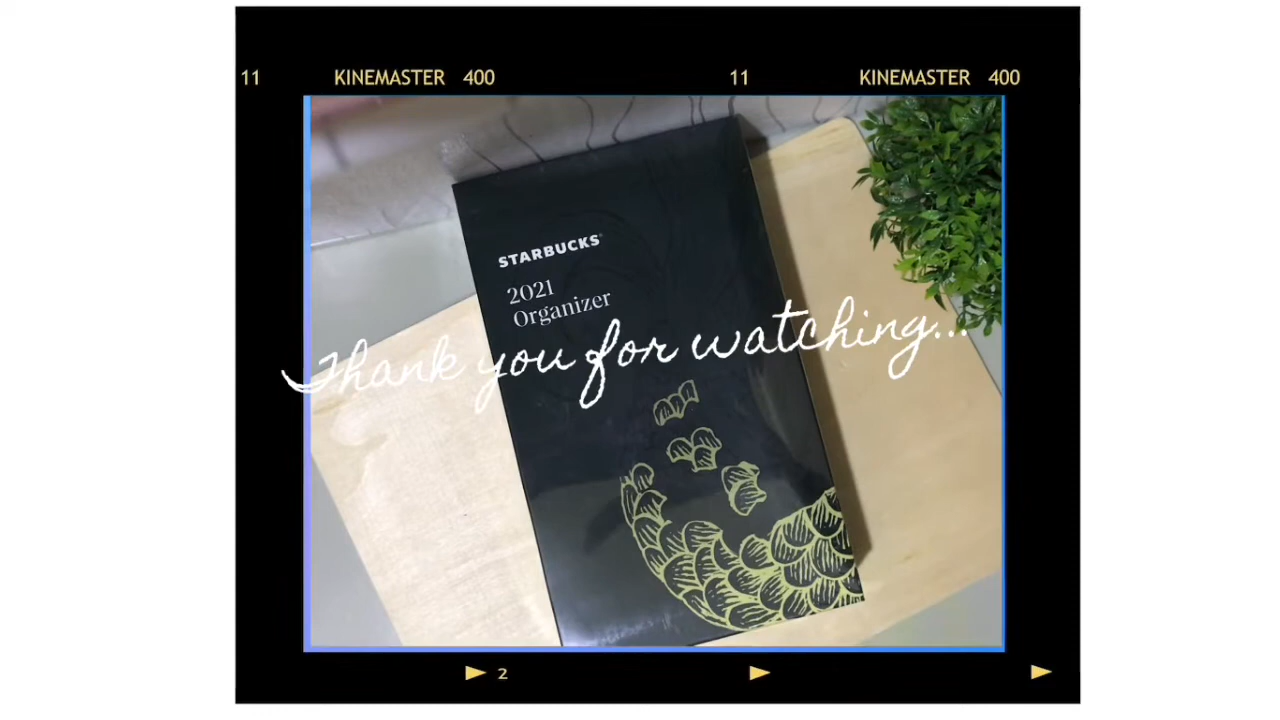 11 KINEMASTER 400 11 KINEMASTER 400
STARBUCKS®
2021
Organizer
Thank you for watching...
2